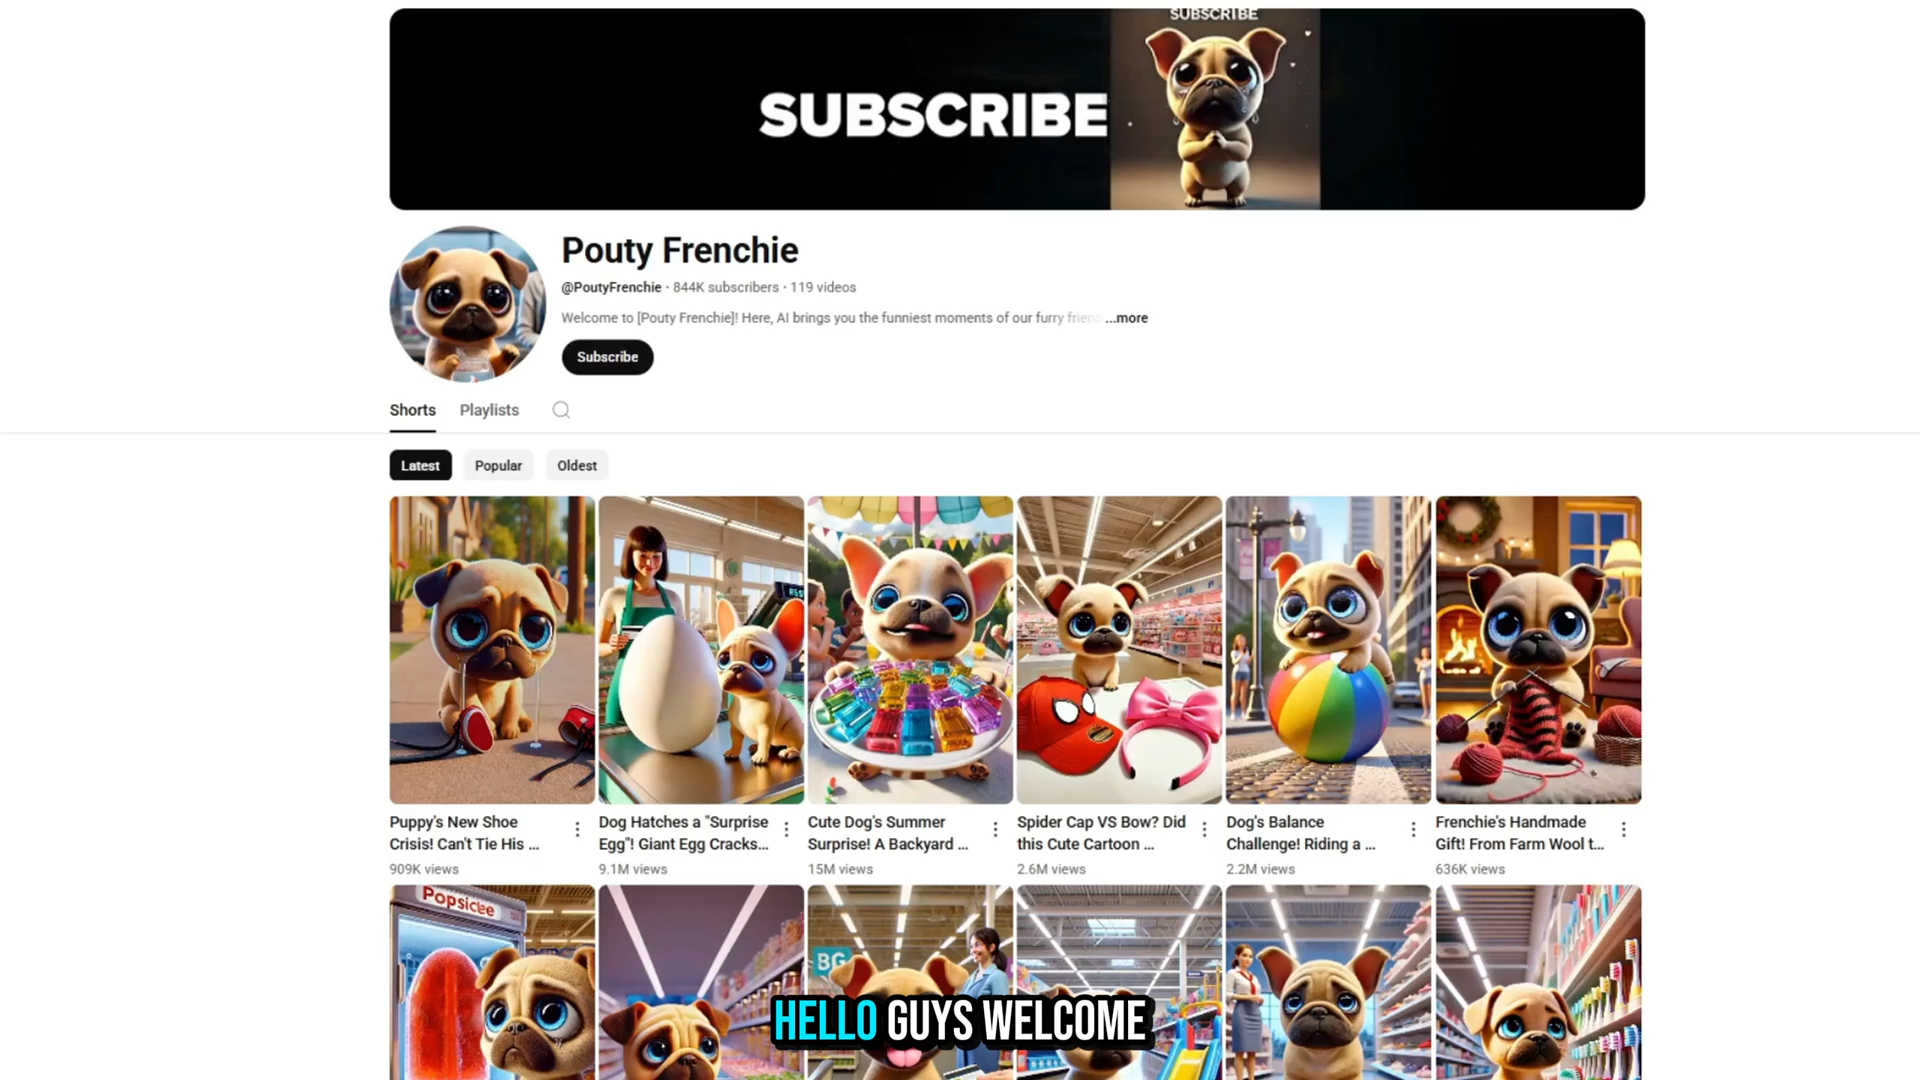 SUBSCRIBE
SUBSCRIBE
Pouty Frenchie
@PoutyFrenchie · 844K subscribers · 119 videos
Welcome to [Pouty Frenchie]! Here, AI brings you the funniest moments of our furry frien ...more
Subscribe
Shorts Playlists
Latest Popular Oldest
Puppy's New Shoe
Crisis! Can't Tie His ...
909K views
Dog Hatches a "Surprise
Egg"! Giant Egg Cracks...
9.1M views
Cute Dog's Summer
Surprise! A Backyard ...
15M views
Spider Cap VS Bow? Did
this Cute Cartoon ...
2.6M views
Dog's Balance
Challenge! Riding a ...
2.2M views
Frenchie's Handmade
Gift! From Farm Wool t...
636K views
Popsiclee
BG
HELLO GUYS WELCOME